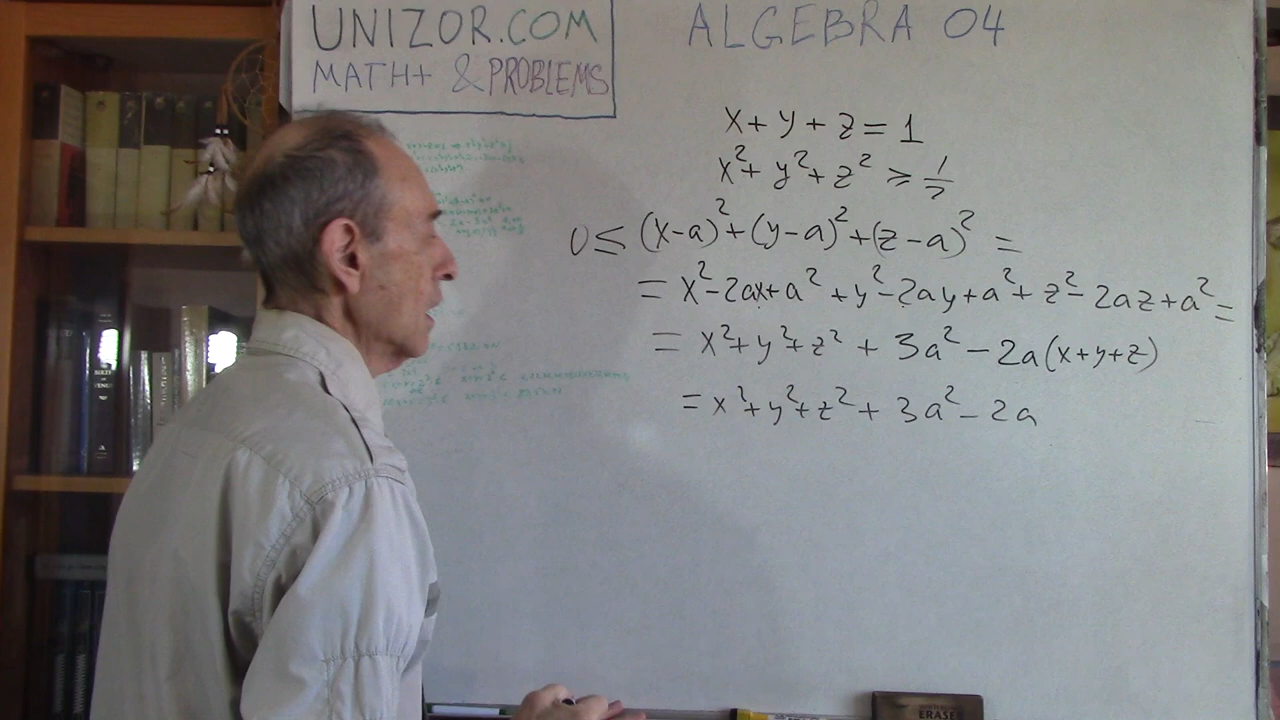 UNIZOR.COM
MATH+ & PROBLEMS
ALGEBRA 04
x + y + z = 1
x² + y² + z² ≥ 1/3
0 ≤ (x-a)² + (y-a)² + (z-a)² =
= x² - 2ax + a² + y² - 2ay + a² + z² - 2az + a² =
= x² + y² + z² + 3a² - 2a(x+y+z)
= x² + y² + z² + 3a² - 2a
ERASER